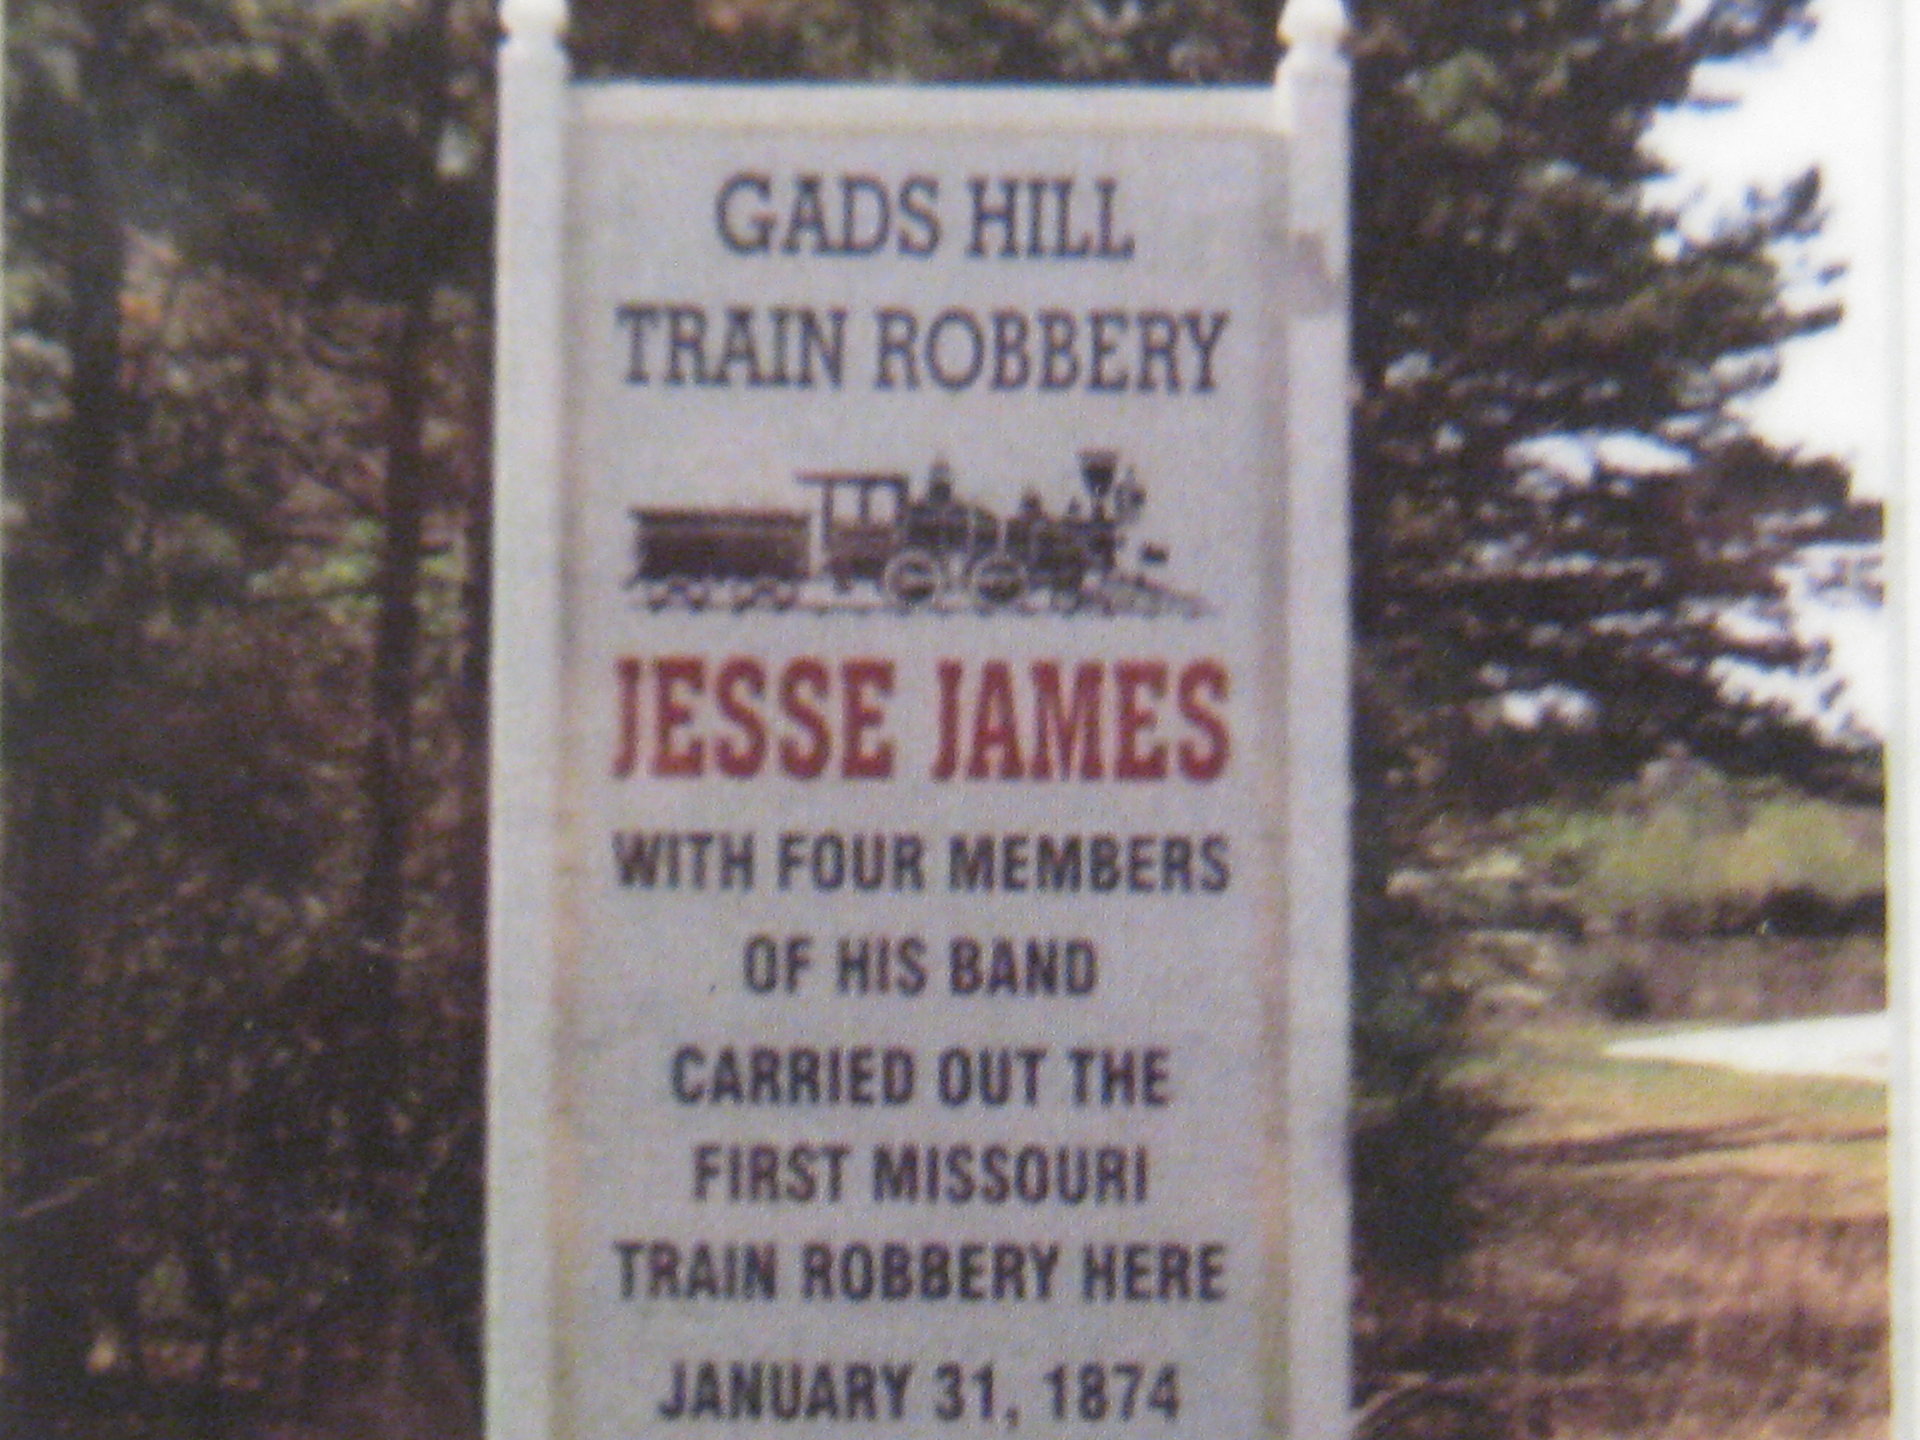 GADS HILL
TRAIN ROBBERY
JESSE JAMES
WITH FOUR MEMBERS
OF HIS BAND
CARRIED OUT THE
FIRST MISSOURI
TRAIN ROBBERY HERE
JANUARY 31, 1874